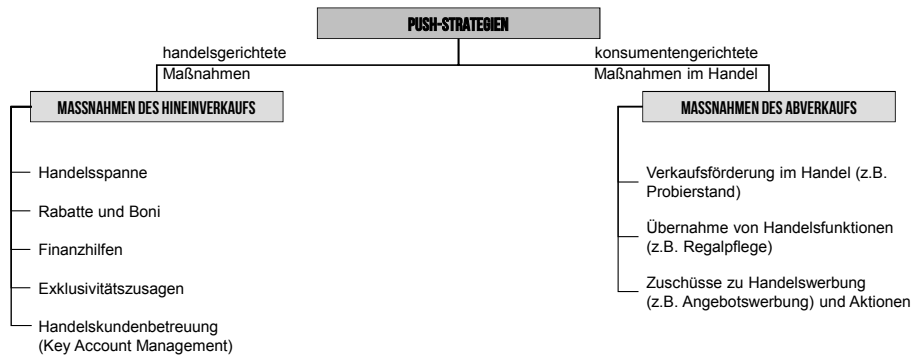 PUSH-STRATEGIEN
handelsgerichtete
Maßnahmen
konsumentengerichtete
Maßnahmen im Handel
MASSNAHMEN DES HINEINVERKAUFS
Handelsspanne
Rabatte und Boni
Finanzhilfen
Exklusivitätszusagen
Handelskundenbetreuung
(Key Account Management)
MASSNAHMEN DES ABVERKAUFS
Verkaufsförderung im Handel (z.B.
Probierstand)
Übernahme von Handelsfunktionen
(z.B. Regalpflege)
Zuschüsse zu Handelswerbung
(z.B. Angebotswerbung) und Aktionen